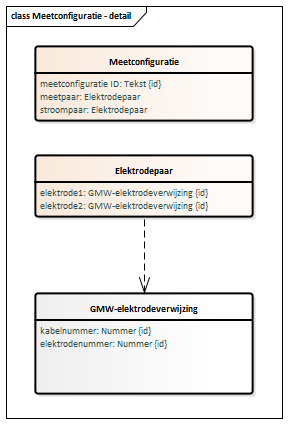 class Meetconfiguratie - detail
Meetconfiguratie
meetconfiguratie ID: Tekst {id}
meetpaar: Elektrodepaar
stroompaar: Elektrodepaar
Elektrodepaar
elektrode1: GMW-elektrodeverwijzing {id}
elektrode2: GMW-elektrodeverwijzing {id}
GMW-elektrodeverwijzing
kabelnummer: Nummer {id}
elektrodenummer: Nummer {id}